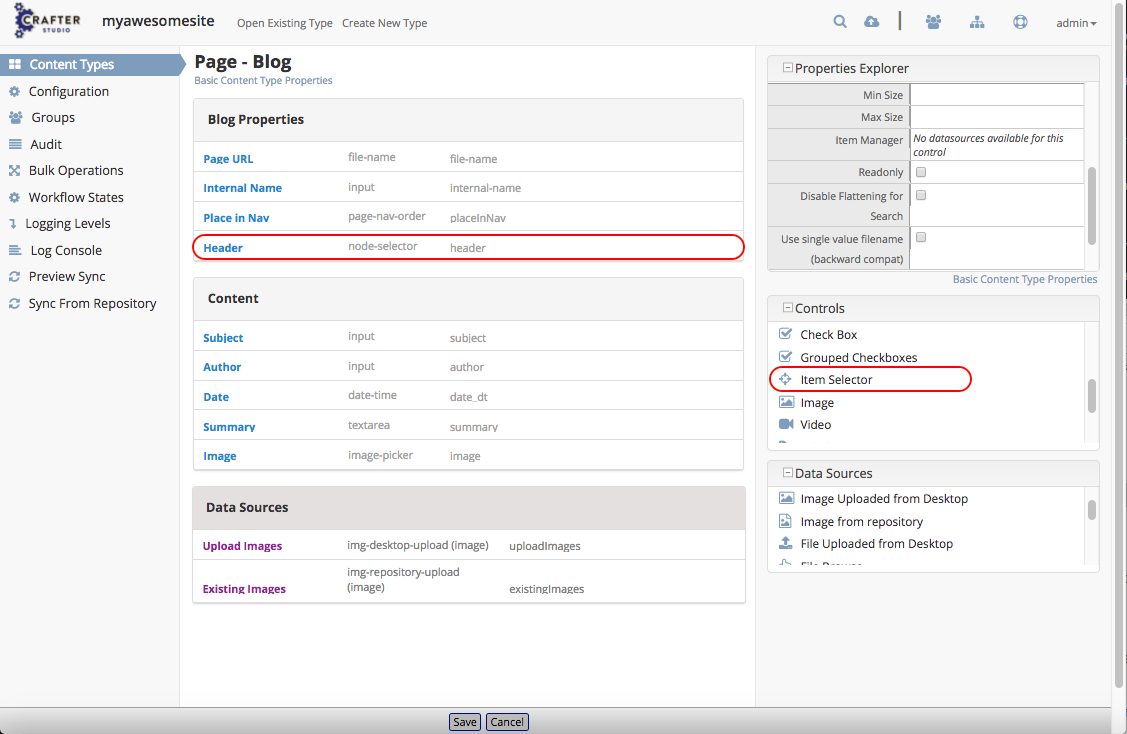 CRAFTER
STUDIO
myawesomesite
Open Existing Type Create New Type
admin
Content Types
Configuration
Groups
Audit
Bulk Operations
Workflow States
Logging Levels
Log Console
Preview Sync
Sync From Repository
Page - Blog
Basic Content Type Properties
Blog Properties
Page URL file-name file-name
Internal Name input internal-name
Place in Nav page-nav-order placeInNav
Header node-selector header
Content
Subject input subject
Author input author
Date date-time date_dt
Summary textarea summary
Image image-picker image
Data Sources
Upload Images img-desktop-upload (image) uploadImages
img-repository-upload
Existing Images (image) existingImages
Properties Explorer
Min Size
Max Size
Item Manager No datasources available for this
control
Readonly
Disable Flattening for
Search
Use single value filename
(backward compat)
Basic Content Type Properties
Controls
Check Box
Grouped Checkboxes
Item Selector
Image
Video
Data Sources
Image Uploaded from Desktop
Image from repository
File Uploaded from Desktop
File Browse
Save Cancel